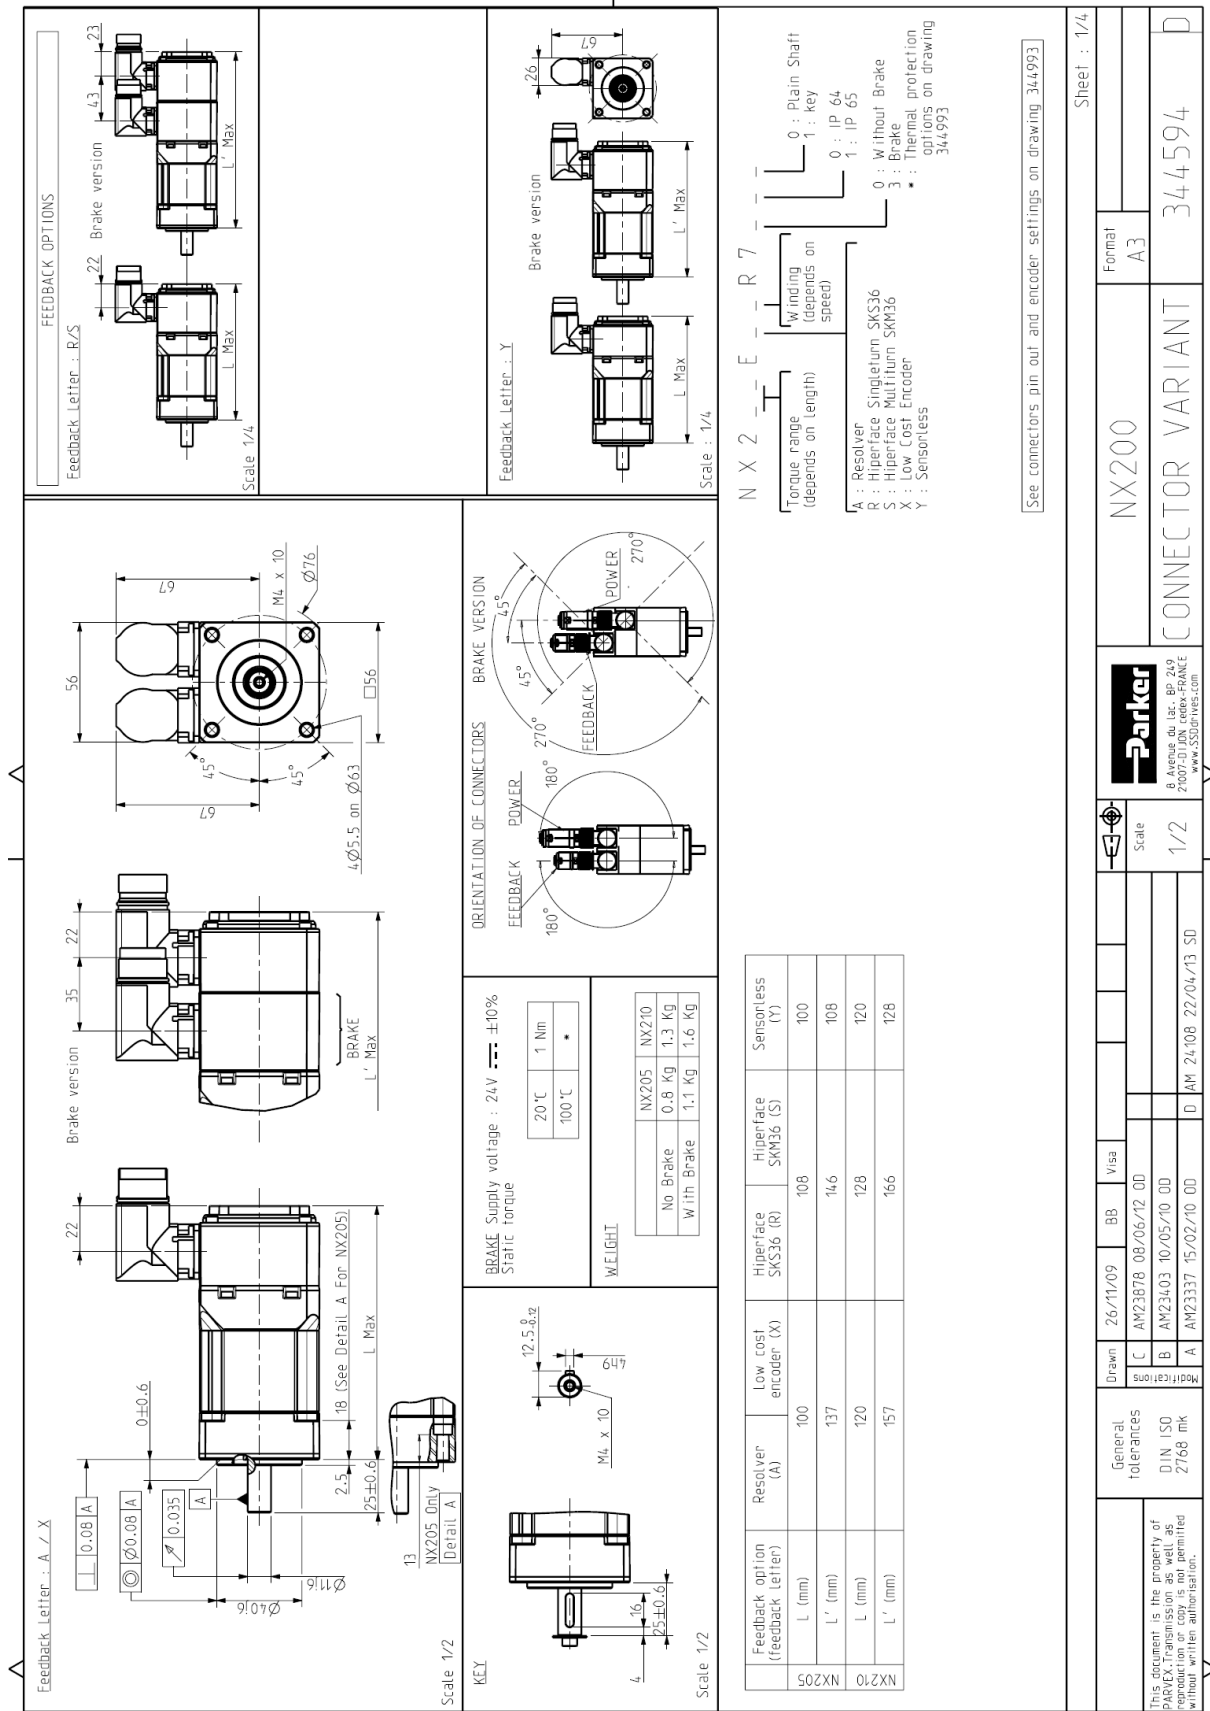 Feedback Letter : A / X
⟂ 0.08 A
◎ Ø0.08 A
↗ 0.035
A
Ø11j6
Ø40j6
0±0.6
2.5
25±0.6
18 (See Detail A For NX205)
L Max
22
13
NX205 Only
Detail A
Scale 1/2
Brake version
35
22
BRAKE
L' Max
56
67
67
45°
45°
4Ø5.5 on Ø63
□56
M4 x 10
Ø76
FEEDBACK OPTIONS
Feedback Letter : R/S
22
Brake version
43
23
L Max
L' Max
Scale 1/4
Feedback Letter : Y
Brake version
26
67
L Max
L' Max
Scale : 1/4
KEY
4
16
25±0.6
M4 x 10
12.5 0 -0.12
4h9
Scale 1/2
BRAKE Supply voltage : 24V ±10%
Static torque
20°C 1 Nm
100°C *
WEIGHT
NX205 NX210
No Brake 0.8 Kg 1.3 Kg
With Brake 1.1 Kg 1.6 Kg
ORIENTATION OF CONNECTORS
BRAKE VERSION
FEEDBACK
POWER
180°
180°
270°
45°
45°
FEEDBACK
POWER
270°
N X 2 _ _ E _ _ R 7 _ _ _
Torque range
(depends on length)
Winding
(depends on
speed)
A : Resolver
R : Hiperface Singleturn SKS36
S : Hiperface Multiturn SKM36
X : Low Cost Encoder
Y : Sensorless
0 : Plain Shaft
1 : Key
0 : IP 64
1 : IP 65
0 : Without Brake
3 : Brake
* : Thermal protection
options on drawing
344993
See connectors pin out and encoder settings on drawing 344993
Feedback option
(feedback letter)
Resolver
(A)
Low cost
encoder (X)
Hiperface
SKS36 (R)
Hiperface
SKM36 (S)
Sensorless
(Y)
NX205
L (mm) 100 108 100
L' (mm) 137 146 108
NX210
L (mm) 120 128 120
L' (mm) 157 166 128
Sheet : 1/4
This document is the property of
PARVEX.Transmission as well as
reproduction or copy is not permitted
without written authorisation.
General
tolerances
DIN ISO
2768 mk
Drawn 26/11/09 BB Visa
Modifications
C AM23878 08/06/12 OD
B AM23403 10/05/10 OD
A AM23337 15/02/10 OD D AM 24108 22/04/13 SD
Scale
1/2
Parker
8 Avenue du Lac. BP 249
21007-DIJON cedex-FRANCE
www.SSDdrives.com
NX200
CONNECTOR VARIANT
Format
A3
344594 D